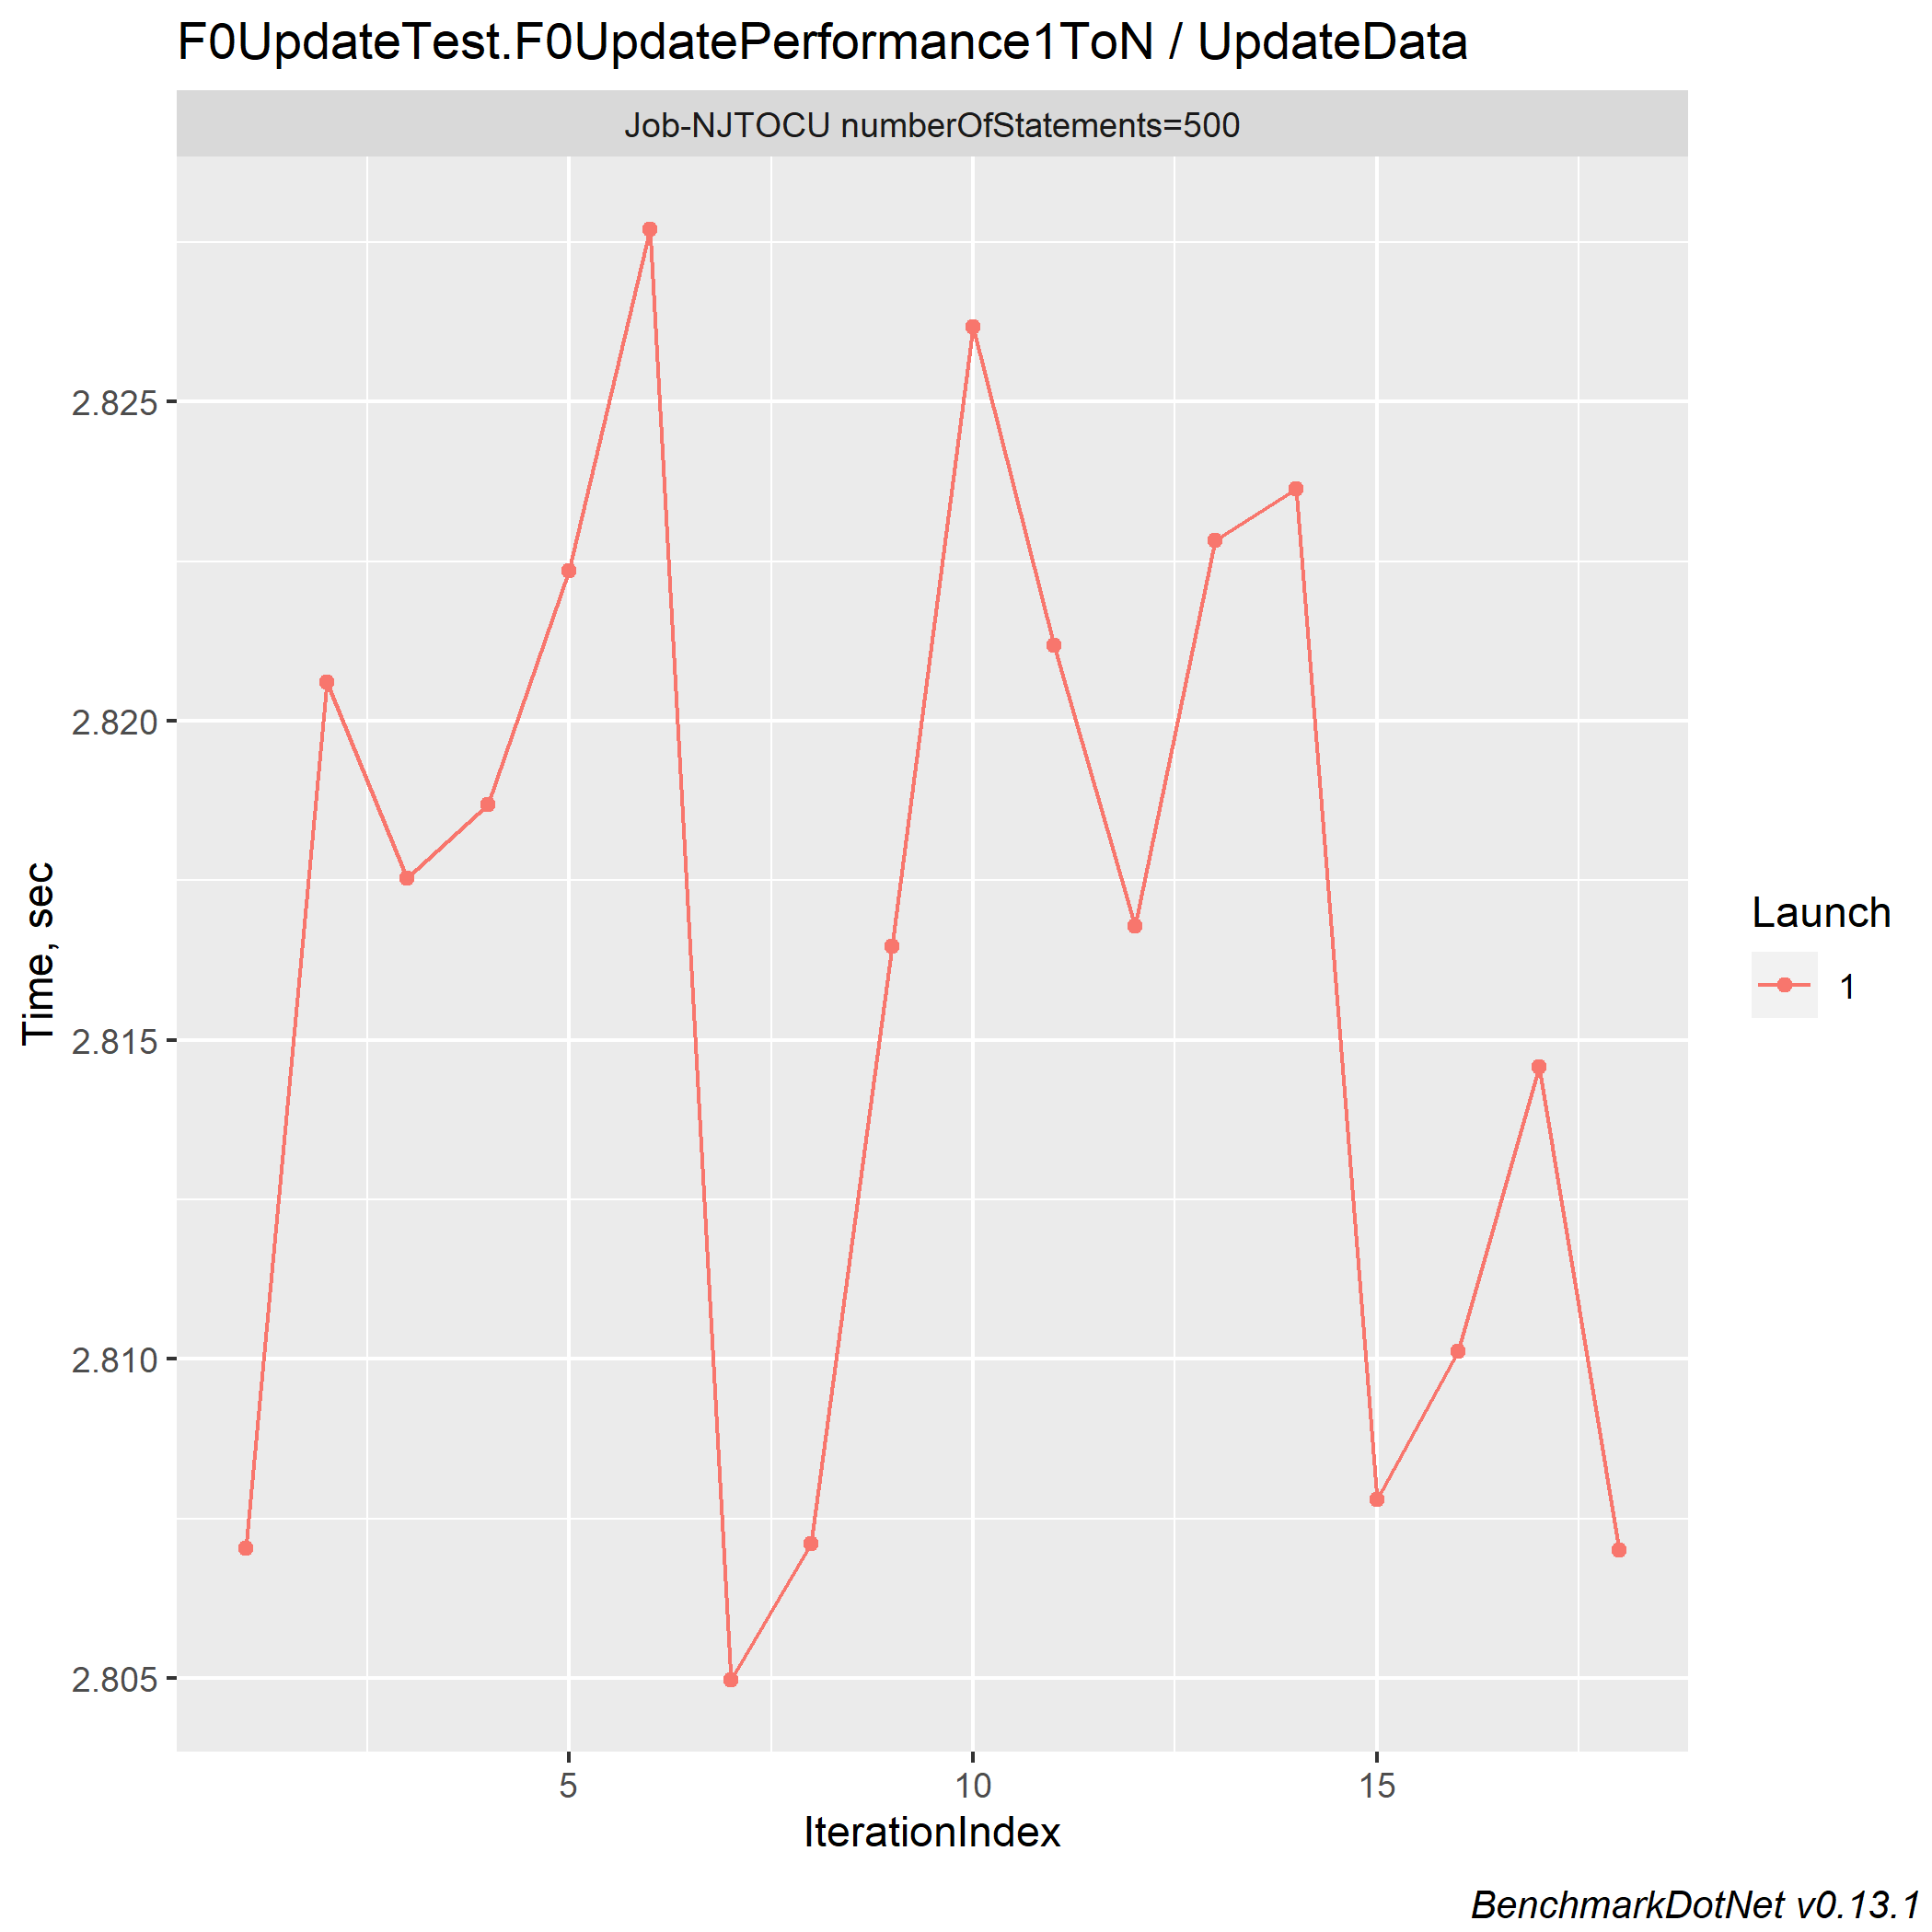 F0UpdateTest.F0UpdatePerformance1ToN / UpdateData
Job-NJTOCU numberOfStatements=500
2.825
2.820
2.815
2.810
2.805
Time, sec
5
10
15
IterationIndex
Launch
1
BenchmarkDotNet v0.13.1